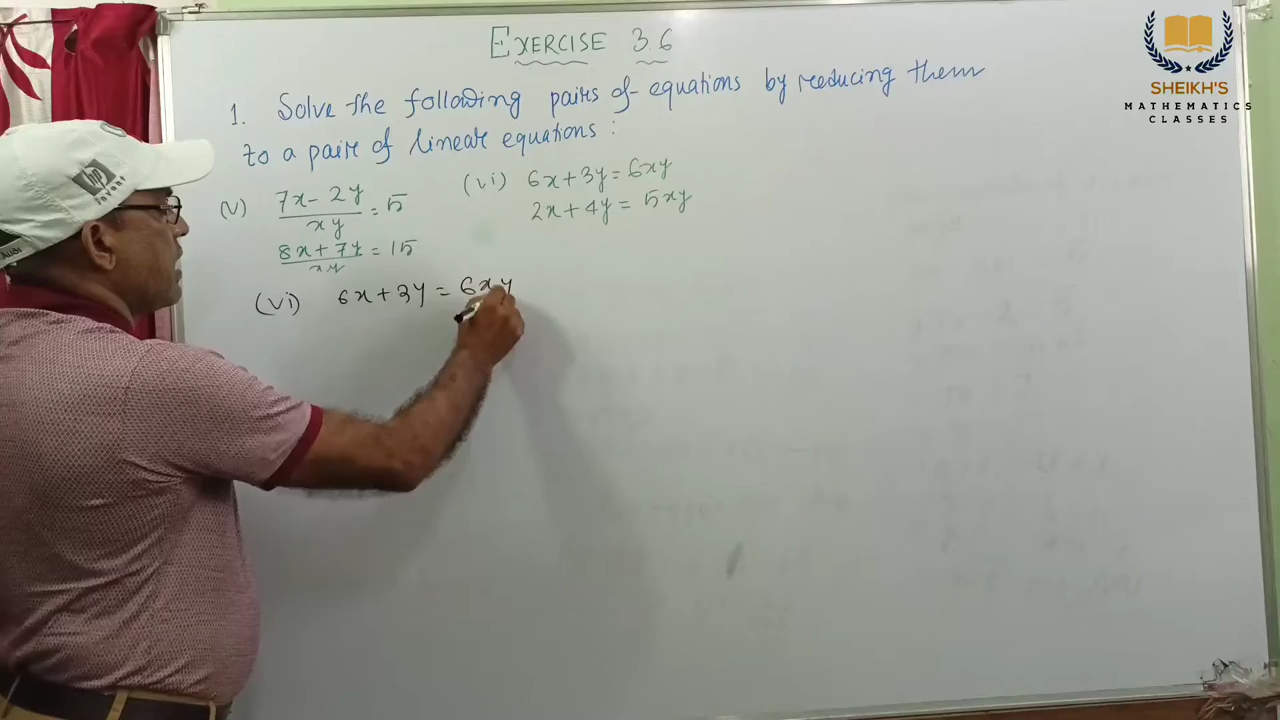 EXERCISE 3.6
1. Solve the following pairs of equations by reducing them
to a pair of linear equations :
(v) 7x - 2y / xy = 5
8x + 7y / xy = 15
(vi) 6x + 3y = 6xy
2x + 4y = 5xy
(vi) 6x + 3y = 6xy
SHEIKH'S
MATHEMATICS
CLASSES
hp
invent